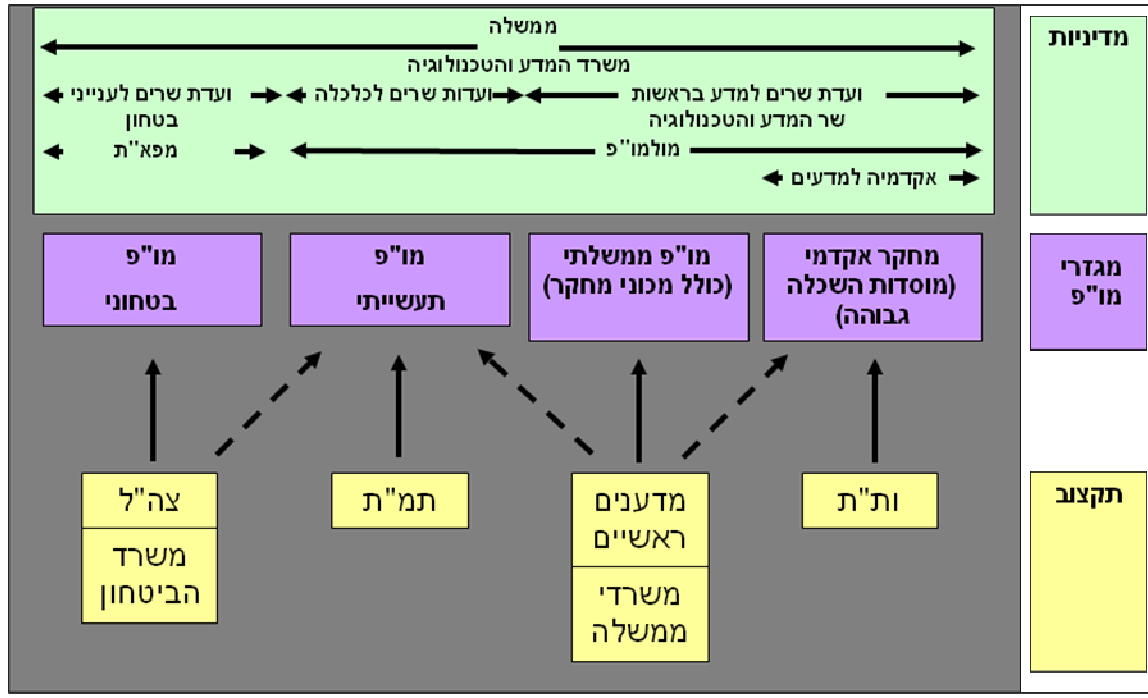 מדיניות
ממשלה
משרד המדע והטכנולוגיה
ועדת שרים למדע בראשות
שר המדע והטכנולוגיה
ועדות שרים לכלכלה
ועדת שרים לענייני
בטחון
מולמו"פ
מפא"ת
אקדמיה למדעים
מגזרי
מו"פ
מחקר אקדמי
(מוסדות השכלה
גבוהה)
מו"פ ממשלתי
(כולל מכוני מחקר)
מו"פ
תעשייתי
מו"פ
בטחוני
תקצוב
ות"ת
מדענים
ראשיים
משרדי
ממשלה
תמ"ת
צה"ל
משרד
הביטחון